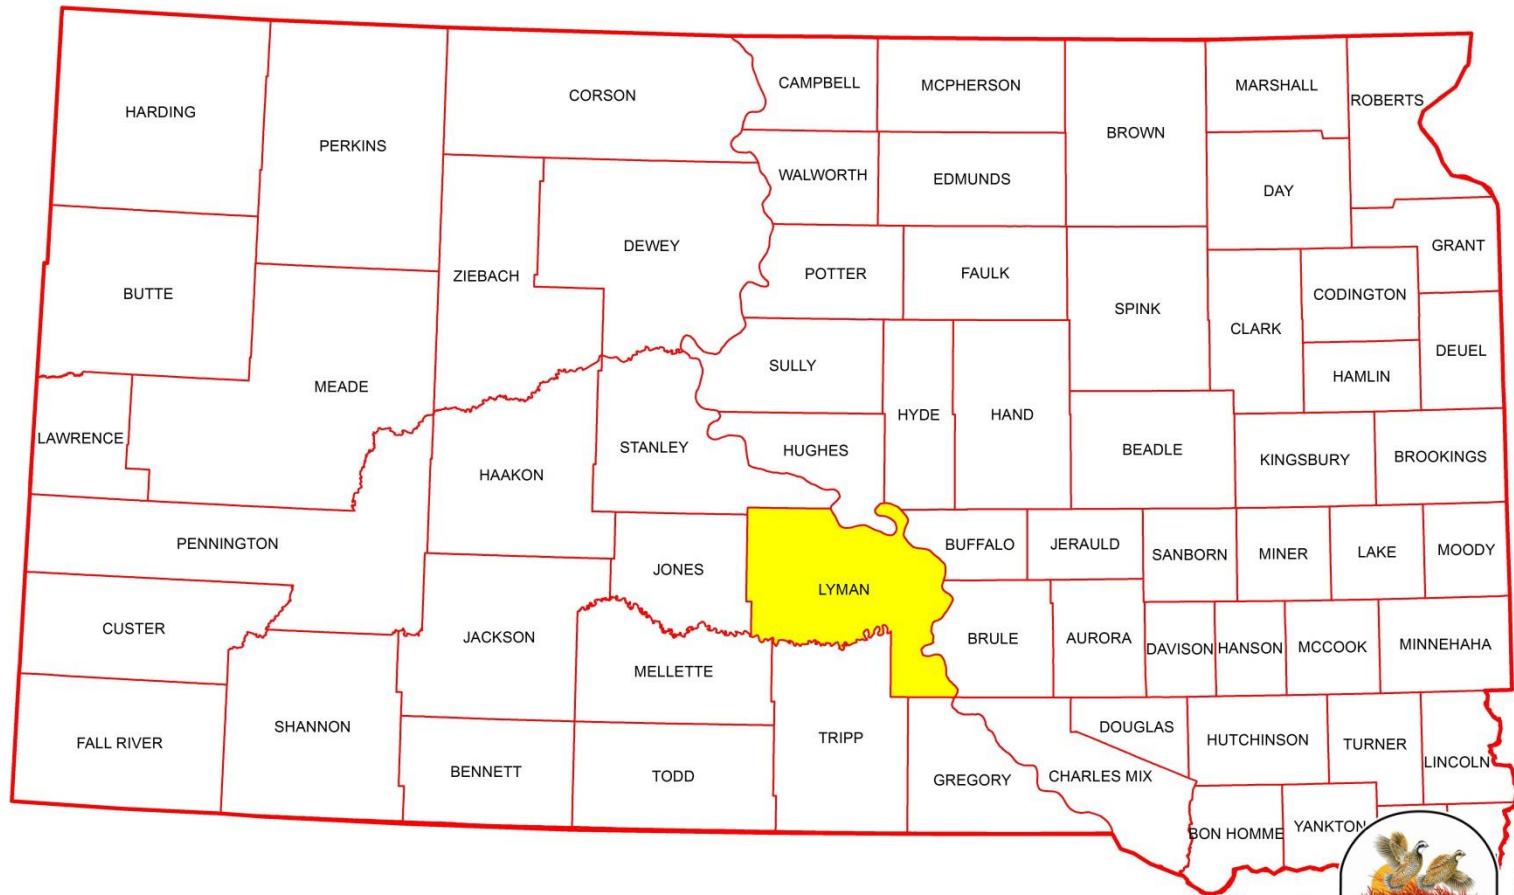 HARDING
PERKINS
CORSON
CAMPBELL
MCPHERSON
BROWN
MARSHALL
ROBERTS
WALWORTH
EDMUNDS
DAY
DEWEY
ZIEBACH
POTTER
FAULK
GRANT
BUTTE
CODINGTON
SPINK
CLARK
DEUEL
SULLY
HAMLIN
MEADE
LAWRENCE
HYDE
HAND
STANLEY
HUGHES
BEADLE
KINGSBURY
BROOKINGS
HAAKON
PENNINGTON
BUFFALO
JERAULD
SANBORN
MINER
LAKE
MOODY
JONES
LYMAN
CUSTER
JACKSON
BRULE
AURORA
DAVISON
HANSON
MCCOOK
MINNEHAHA
MELLETTE
SHANNON
FALL RIVER
TRIPP
DOUGLAS
HUTCHINSON
TURNER
LINCOLN
BENNETT
TODD
GREGORY
CHARLES MIX
BON HOMME
YANKTON